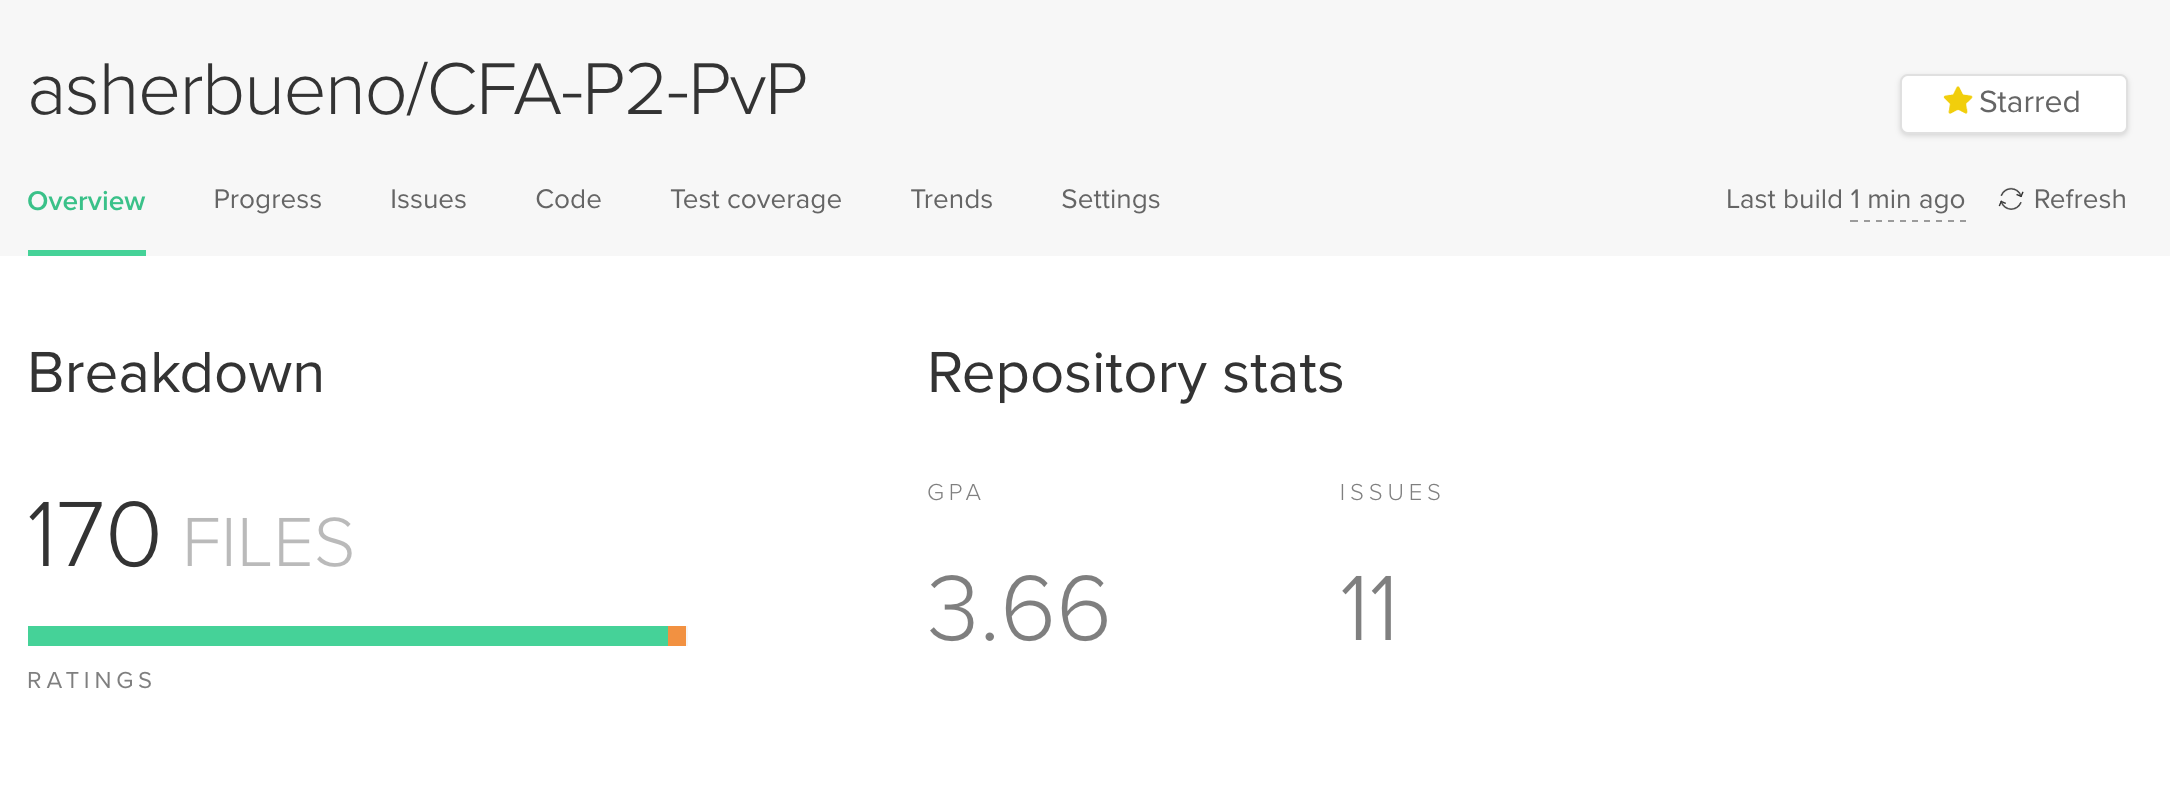 asherbueno/CFA-P2-PvP
Starred
Overview Progress Issues Code Test coverage Trends Settings Last build 1 min ago Refresh
Breakdown
Repository stats
170 FILES
RATINGS
GPA ISSUES
3.66 11